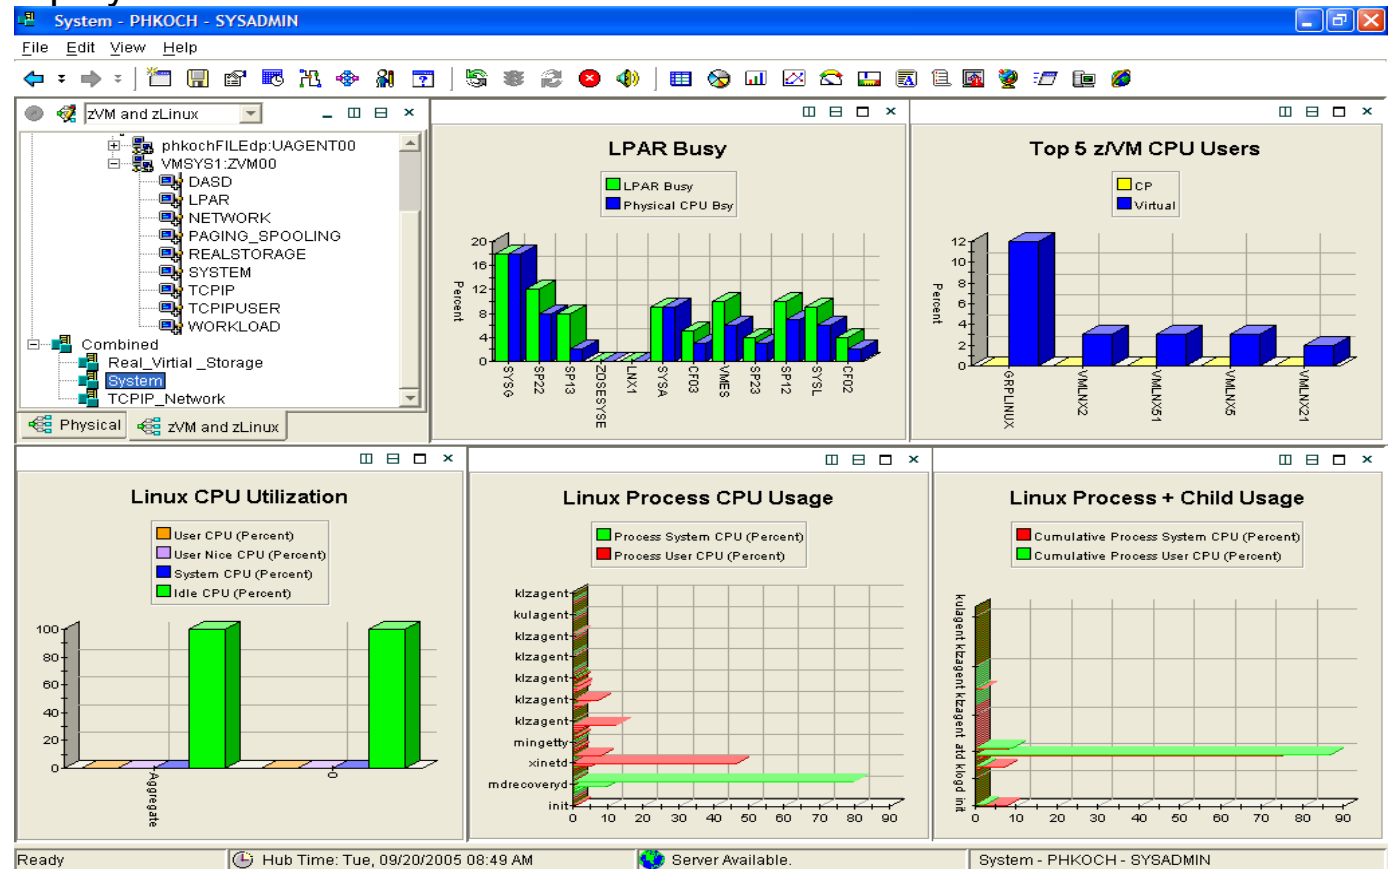 System - PHKOCH - SYSADMIN
File Edit View Help
zVM and zLinux
phkochFILEdp:UAGENT00
VMSYS1:ZVM00
DASD
LPAR
NETWORK
PAGING_SPOOLING
REALSTORAGE
SYSTEM
TCPIP
TCPIPUSER
WORKLOAD
Combined
Real_Virtial _Storage
System
TCPIP_Network
Physical
zVM and zLinux
LPAR Busy
LPAR Busy
Physical CPU Bsy
Percent
20
16
12
8
4
0
SYSG
SP22
SP13
ZOSESYSE
LNX1
SYSA
CF03
VMES
SP23
SP12
SYSL
CF02
Top 5 z/VM CPU Users
CP
Virtual
Percent
12
10
8
6
4
2
0
GRPLINUX
VMLNX2
VMLNX51
VMLNX5
VMLNX21
Linux CPU Utilization
User CPU (Percent)
User Nice CPU (Percent)
System CPU (Percent)
Idle CPU (Percent)
100
80
60
40
20
0
Aggregate
0
Linux Process CPU Usage
Process System CPU (Percent)
Process User CPU (Percent)
klzagent
kulagent
klzagent
klzagent
klzagent
klzagent
klzagent
mingetty
xinetd
mdrecoveryd
init
0 10 20 30 40 50 60 70 80 90
Linux Process + Child Usage
Cumulative Process System CPU (Percent)
Cumulative Process User CPU (Percent)
kulagent klzagent klzagent atd klogd init
0 10 20 30 40 50 60 70 80 90
Ready
Hub Time: Tue, 09/20/2005 08:49 AM
Server Available.
System - PHKOCH - SYSADMIN